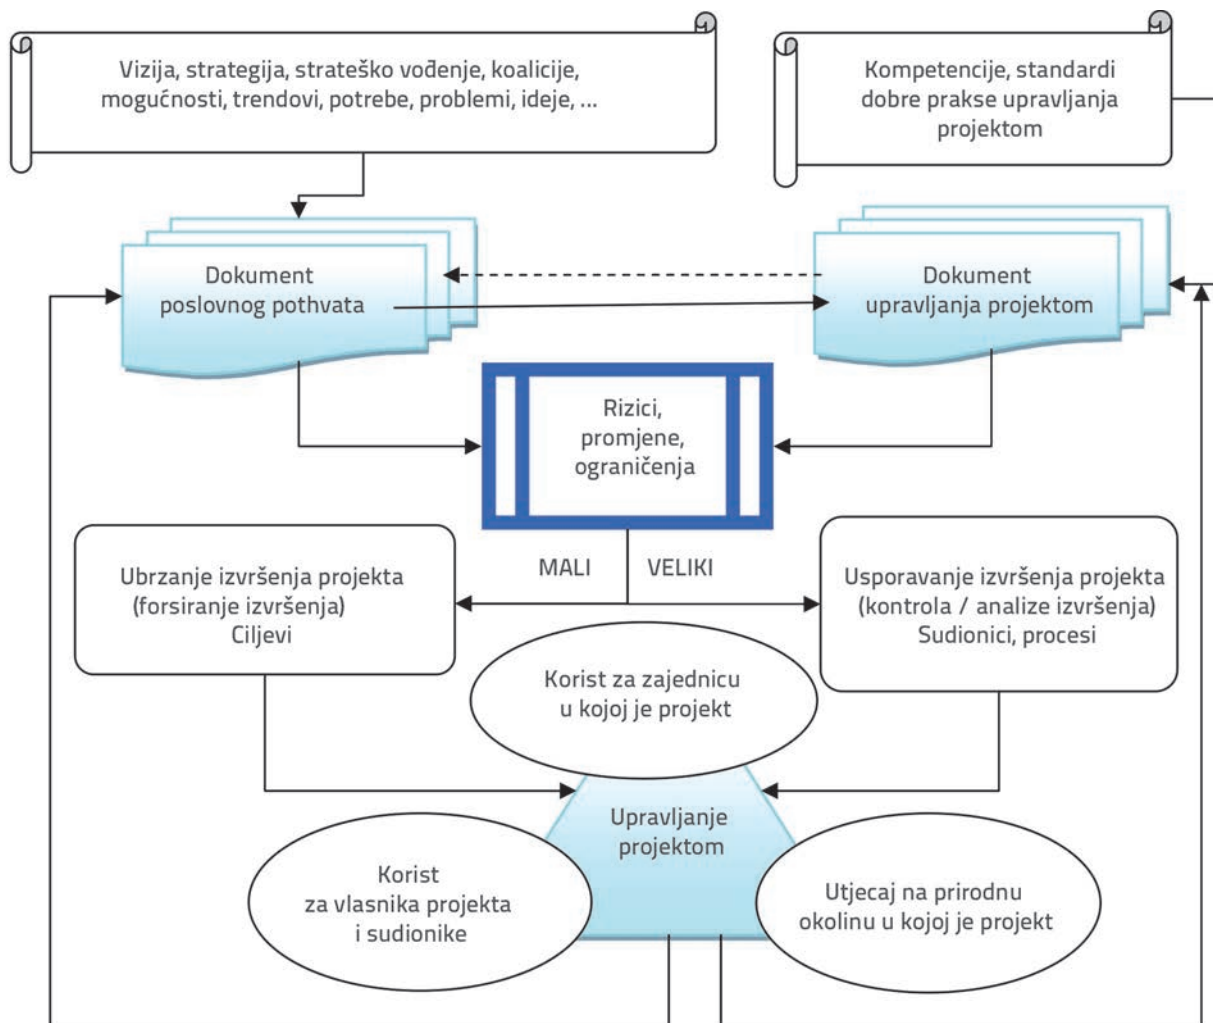 Vizija, strategija, strateško vođenje, koalicije,
mogućnosti, trendovi, potrebe, problemi, ideje, ...
Kompetencije, standardi
dobre prakse upravljanja
projektom
Dokument
poslovnog pothvata
Dokument
upravljanja projektom
Rizici,
promjene,
ograničenja
MALI
VELIKI
Ubrzanje izvršenja projekta
(forsiranje izvršenja)
Ciljevi
Usporavanje izvršenja projekta
(kontrola / analize izvršenja)
Sudionici, procesi
Korist za zajednicu
u kojoj je projekt
Upravljanje
projektom
Korist
za vlasnika projekta
i sudionike
Utjecaj na prirodnu
okolinu u kojoj je projekt